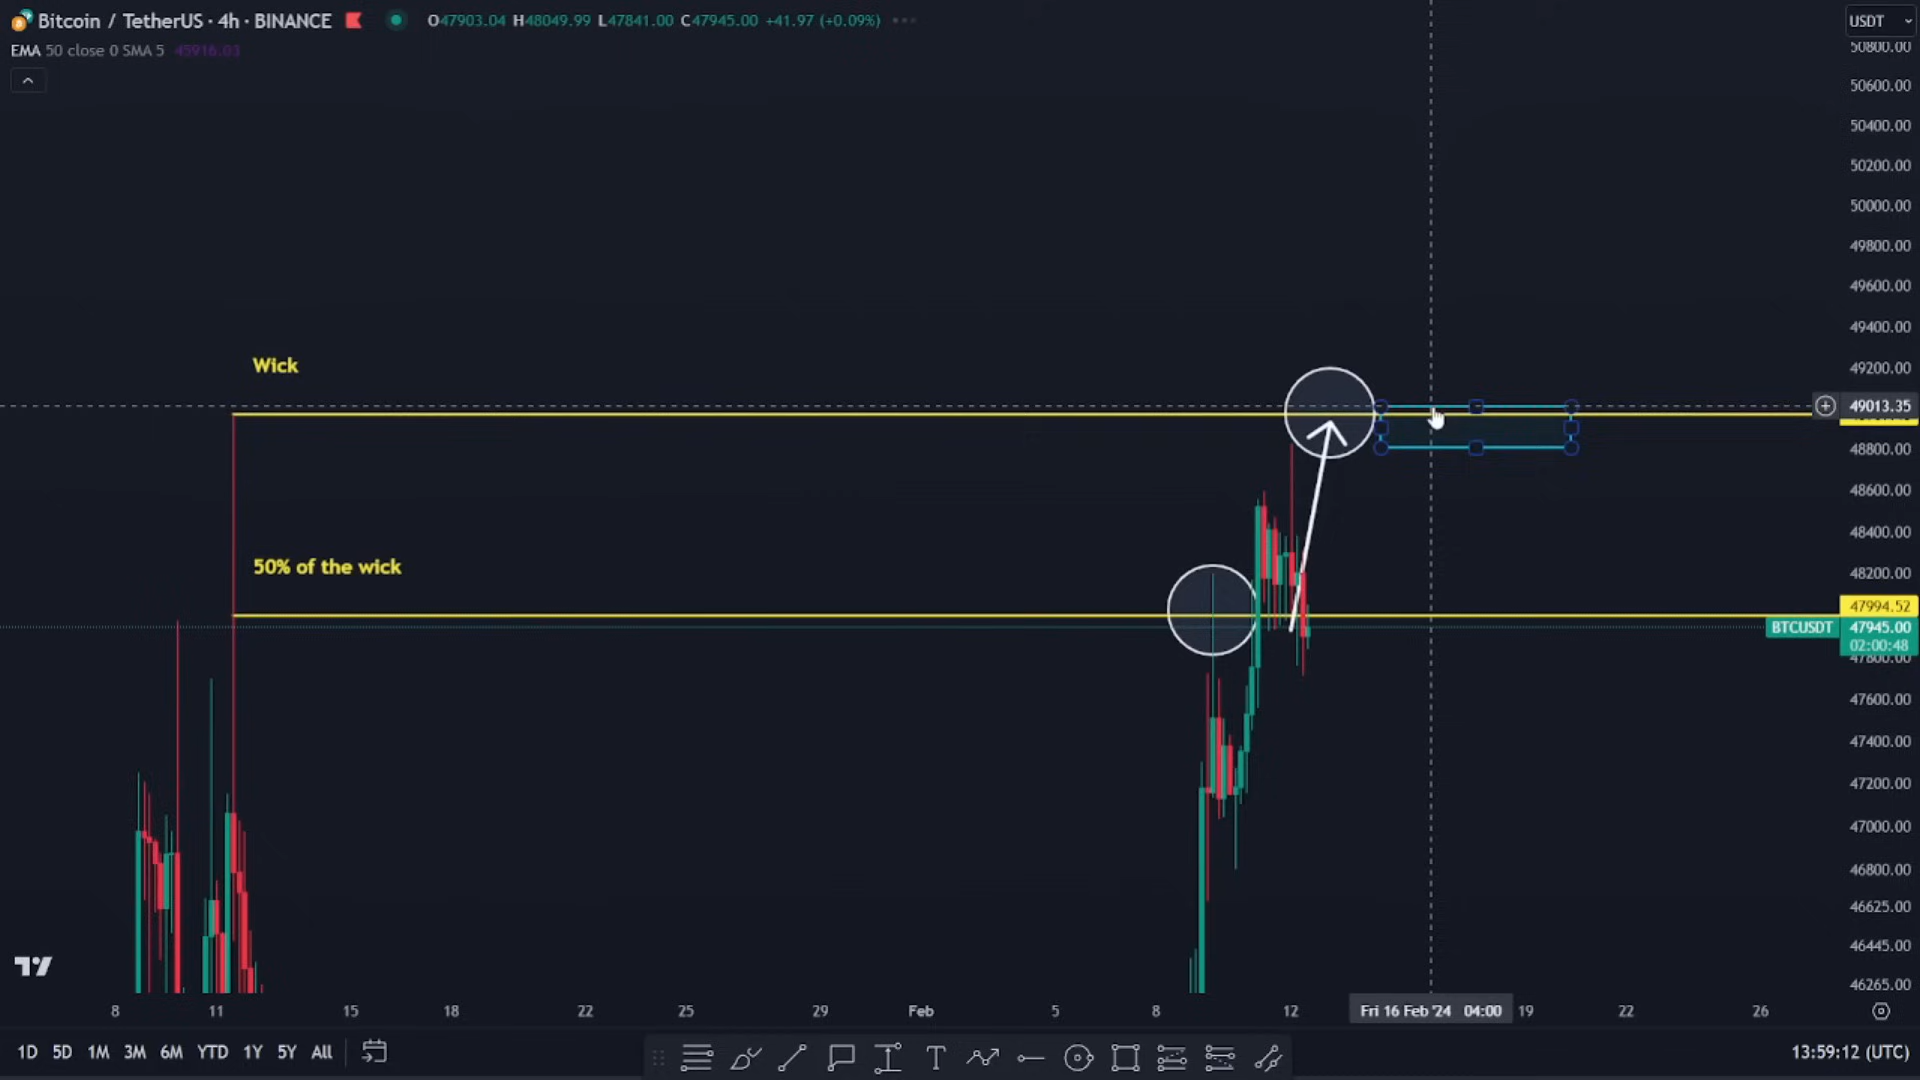 Bitcoin / TetherUS · 4h · BINANCE O47903.04 H48049.99 L47841.00 C47945.00 +41.97 (+0.09%)
USDT
EMA 50 close 0 SMA 5 45916.03
50800.00
50600.00
50400.00
50200.00
50000.00
49800.00
49600.00
49400.00
Wick
49200.00
49013.35
48800.00
48600.00
48400.00
50% of the wick
48200.00
47994.52
BTCUSDT 47945.00
02:00:48
47800.00
47600.00
47400.00
47200.00
47000.00
46800.00
46625.00
46445.00
46265.00
8 11 15 18 22 25 29 Feb 5 8 12 Fri 16 Feb '24 04:00 19 22 26
1D 5D 1M 3M 6M YTD 1Y 5Y All
13:59:12 (UTC)